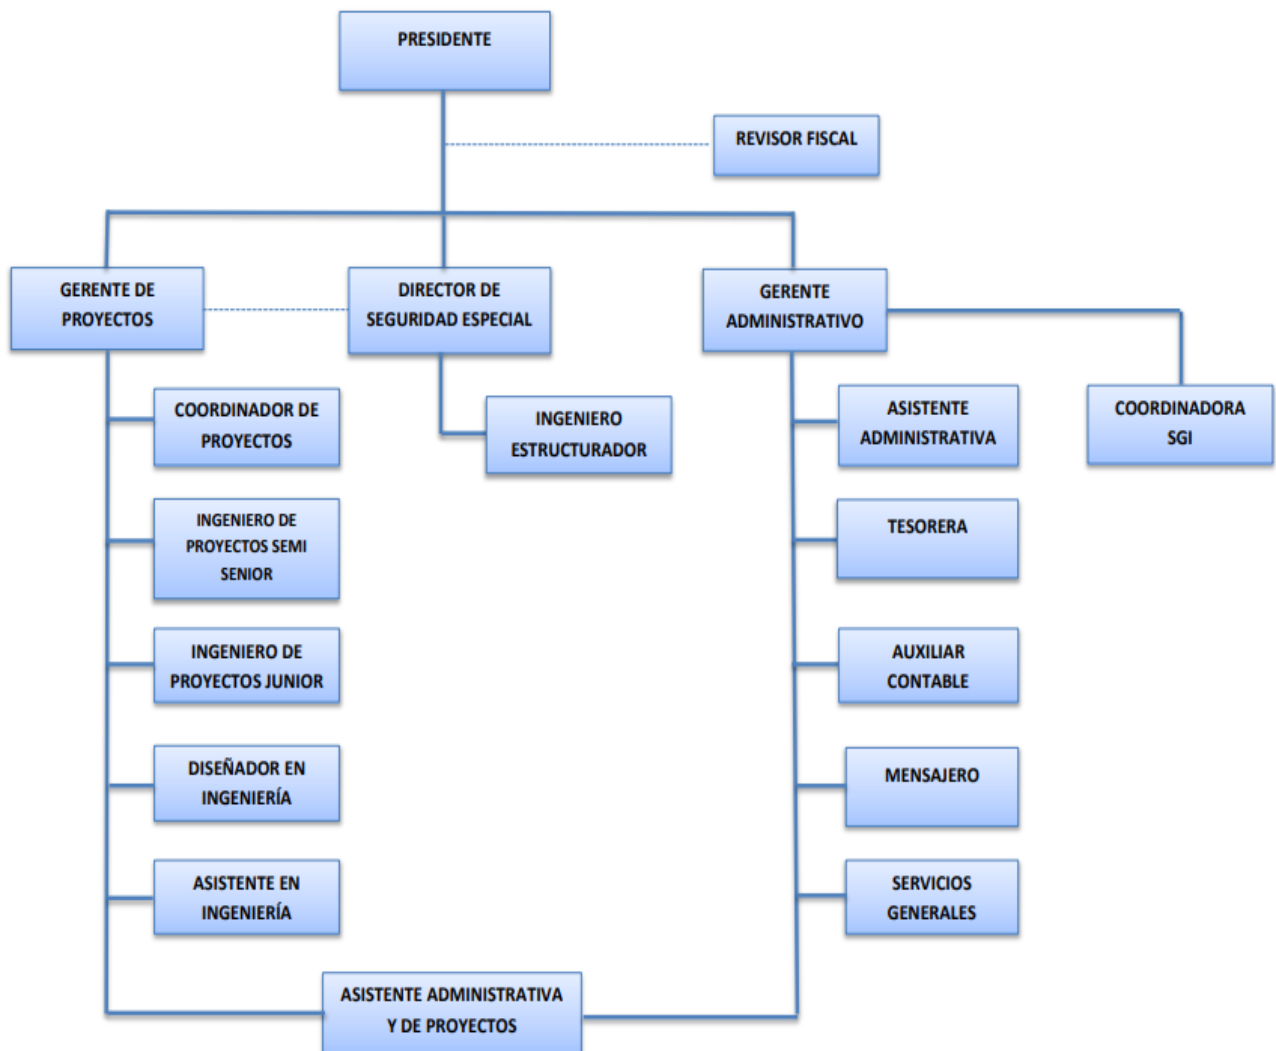 PRESIDENTE
REVISOR FISCAL
GERENTE DE
PROYECTOS
DIRECTOR DE
SEGURIDAD ESPECIAL
GERENTE
ADMINISTRATIVO
COORDINADOR DE
PROYECTOS
INGENIERO
ESTRUCTURADOR
ASISTENTE
ADMINISTRATIVA
COORDINADORA
SGI
INGENIERO DE
PROYECTOS SEMI
SENIOR
TESORERA
INGENIERO DE
PROYECTOS JUNIOR
AUXILIAR
CONTABLE
DISEÑADOR EN
INGENIERÍA
MENSAJERO
ASISTENTE EN
INGENIERÍA
SERVICIOS
GENERALES
ASISTENTE ADMINISTRATIVA
Y DE PROYECTOS